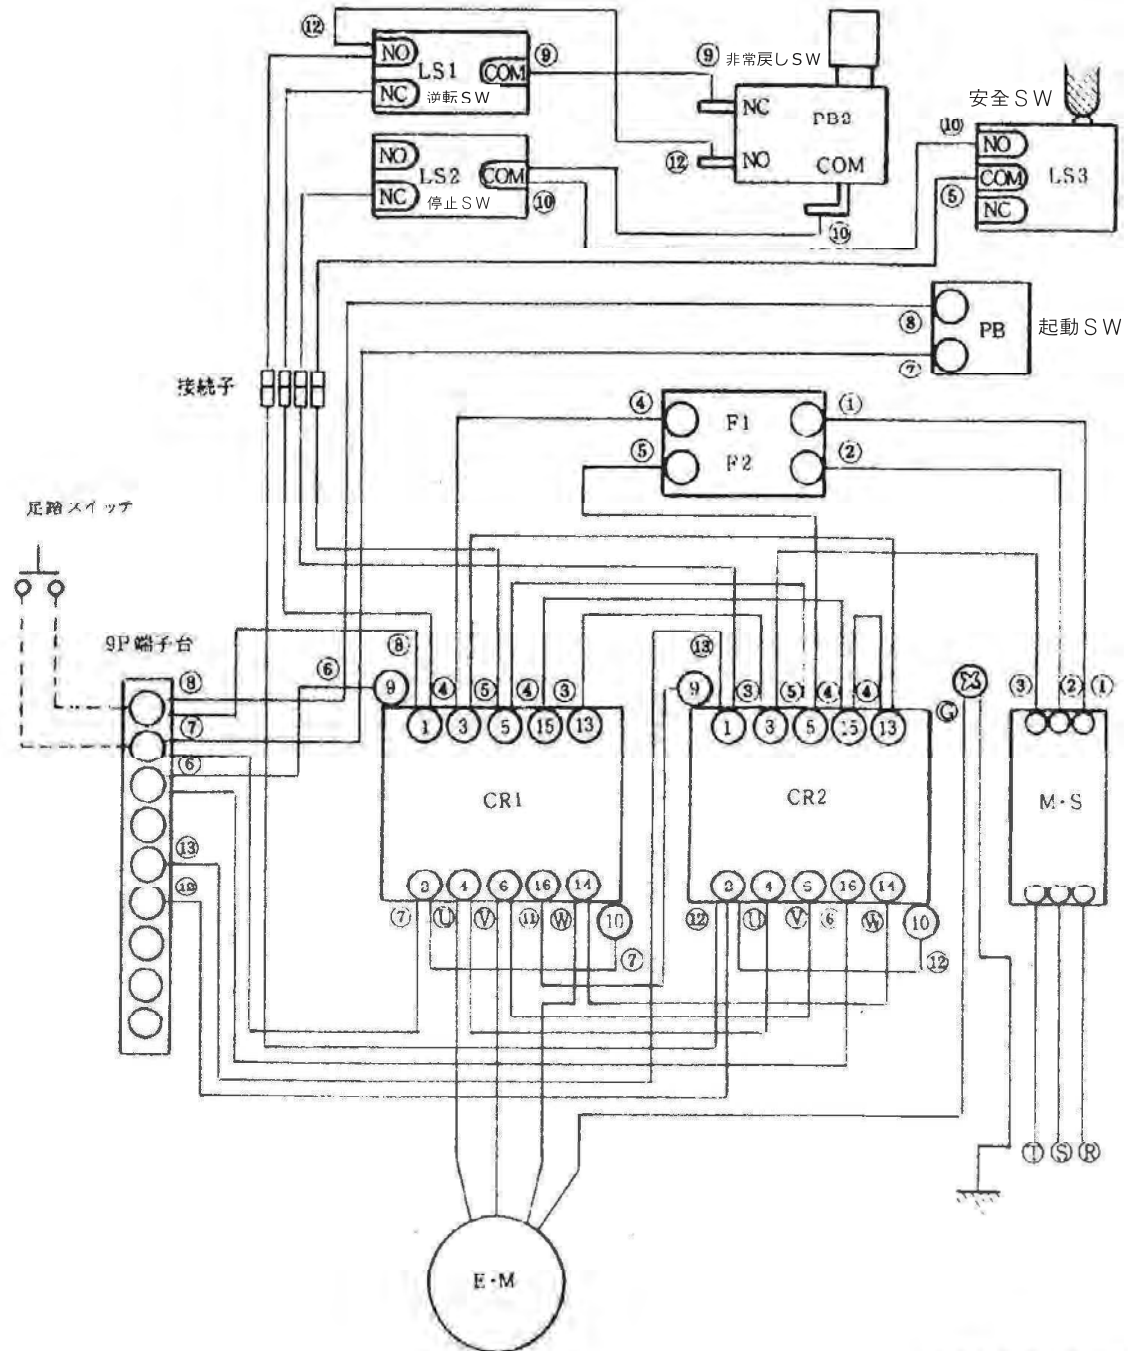 ⑫
NO
LS1
COM
⑨
NC
逆転SW
NO
LS2
COM
NC
停止SW
⑩
⑨
非常戻しSW
NC
PB2
⑫
NO
COM
⑩
安全SW
⑩
NO
COM
LS3
⑤
NC
⑧
PB
起動SW
⑦
接続子
④
F1
①
⑤
F2
②
足踏スイッチ
9P端子台
⑧
⑦
⑥
⑬
⑫
⑥
⑧
9
④
⑤
④
③
1
3
5
15
13
CR1
2
4
6
16
14
⑦
Ⓤ
Ⓥ
⑪
Ⓦ
10
⑦
⑬
9
③
⑤
④
④
1
3
5
15
13
CR2
2
4
6
16
14
⑫
Ⓤ
Ⓥ
⑥
Ⓦ
10
⑫
Ⓖ
③
②
①
M・S
Ⓣ
Ⓢ
Ⓡ
E・M